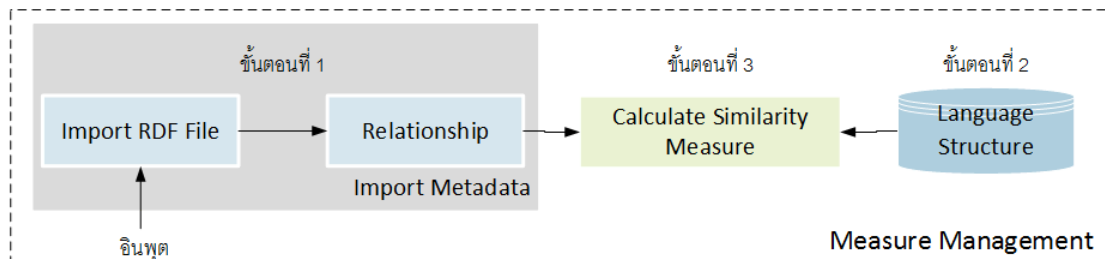 ขั้นตอนที่ 1
ขั้นตอนที่ 3
ขั้นตอนที่ 2
Import RDF File
Relationship
Calculate Similarity
Measure
Language
Structure
Import Metadata
อินพุต
Measure Management